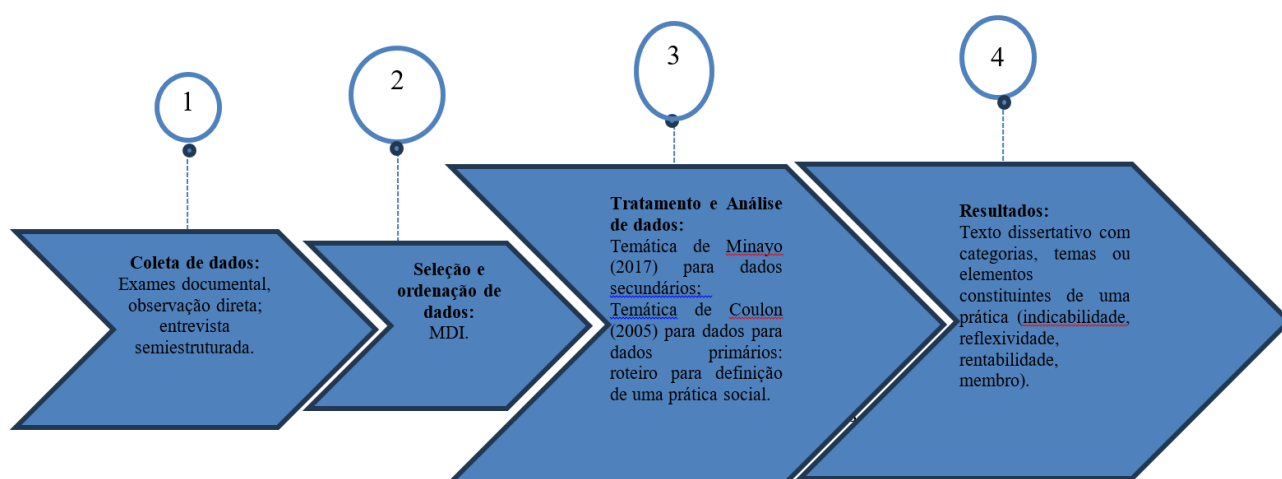 1
Coleta de dados:
Exames documental,
observação direta;
entrevista
semiestruturada.
2
Seleção e
ordenação de
dados:
MDI.
3
Tratamento e Análise
de dados:
Temática de Minayo
(2017) para dados
secundários;
Temática de Coulon
(2005) para dados para
dados primários:
roteiro para definição
de uma prática social.
4
Resultados:
Texto dissertativo com
categorias, temas ou
elementos
constituintes de uma
prática (indicabilidade,
reflexividade,
rentabilidade,
membro).